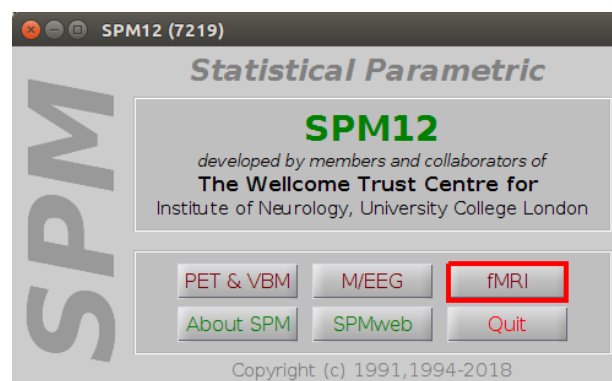 SPM12 (7219)
SPM
Statistical Parametric
SPM12
developed by members and collaborators of
The Wellcome Trust Centre for
Institute of Neurology, University College London
PET & VBM M/EEG fMRI
About SPM SPMweb Quit
Copyright (c) 1991,1994-2018